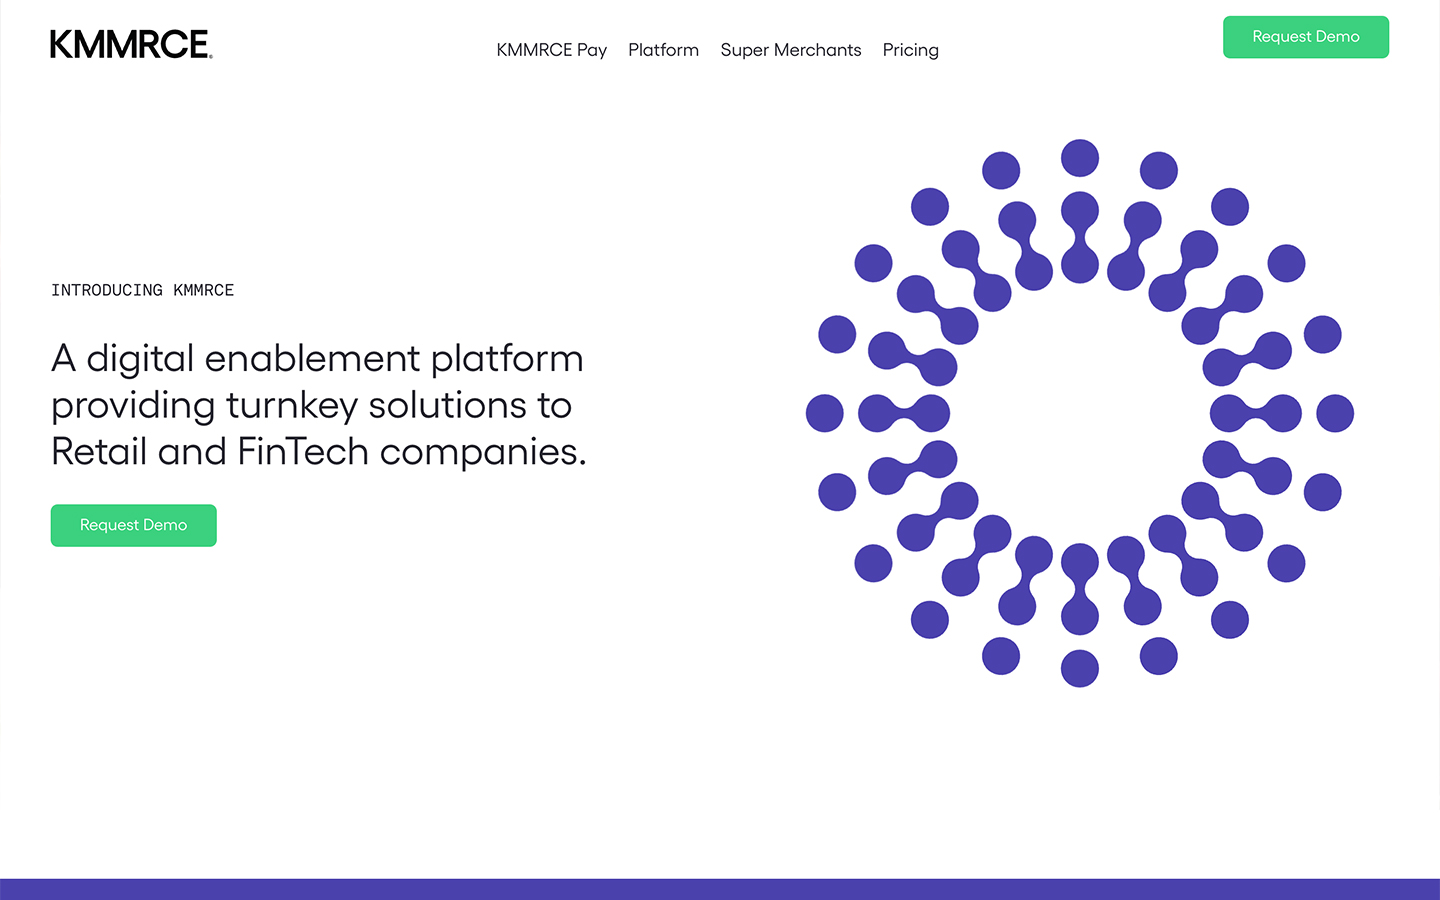 KMMRCE®
KMMRCE Pay Platform Super Merchants Pricing
Request Demo
INTRODUCING KMMRCE
A digital enablement platform
providing turnkey solutions to
Retail and FinTech companies.
Request Demo